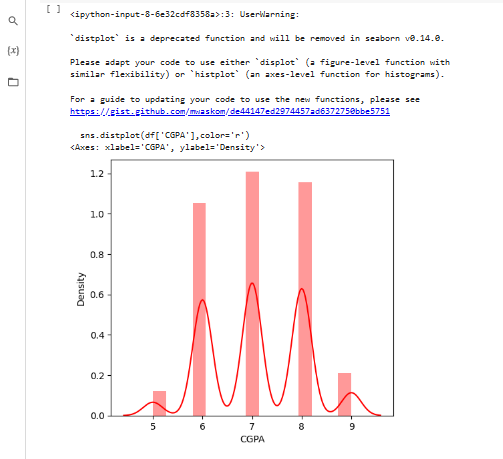 [ ]
<ipython-input-8-6e32cdf8358a>:3: UserWarning:
`distplot` is a deprecated function and will be removed in seaborn v0.14.0.
Please adapt your code to use either `displot` (a figure-level function with
similar flexibility) or `histplot` (an axes-level function for histograms).
For a guide to updating your code to use the new functions, please see
https://gist.github.com/mwaskom/de44147ed2974457ad6372750bbe5751
sns.distplot(df['CGPA'],color='r')
<Axes: xlabel='CGPA', ylabel='Density'>
{x}
1.2
1.0
0.8
0.6
0.4
0.2
0.0
Density
5 6 7 8 9
CGPA